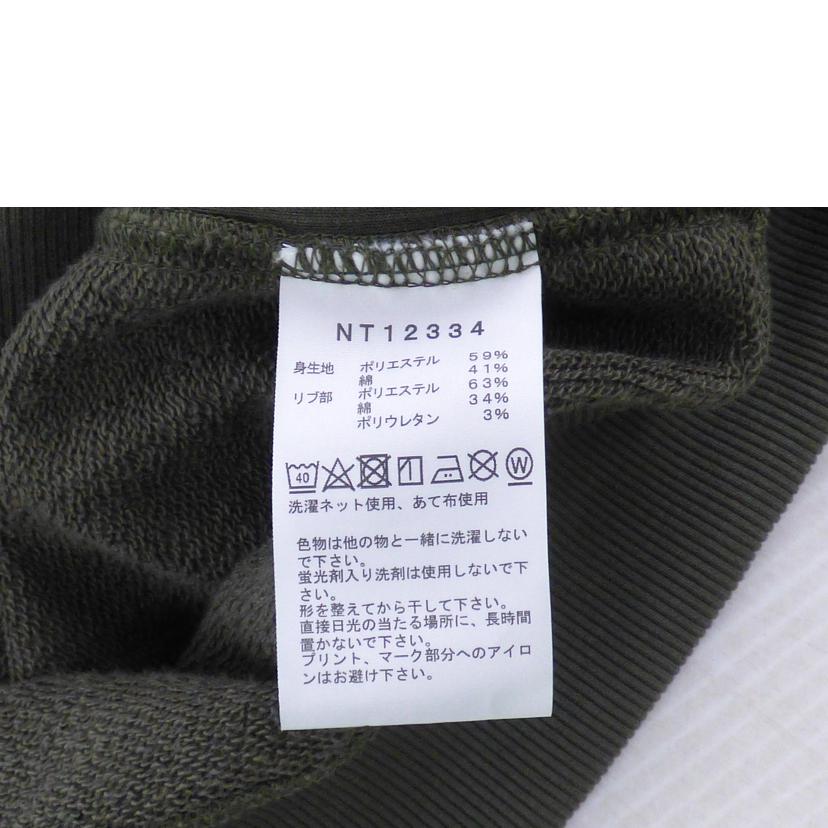 NT12334
身生地 ポリエステル 59%
綿 41%
リブ部 ポリエステル 63%
綿 34%
ポリウレタン 3%
40 W
洗濯ネット使用、あて布使用
色物は他の物と一緒に洗濯しない
で下さい。
蛍光剤入り洗剤は使用しないで下
さい。
形を整えてから干して下さい。
直接日光の当たる場所に、長時間
置かないで下さい。
プリント、マーク部分へのアイロ
ンはお避け下さい。